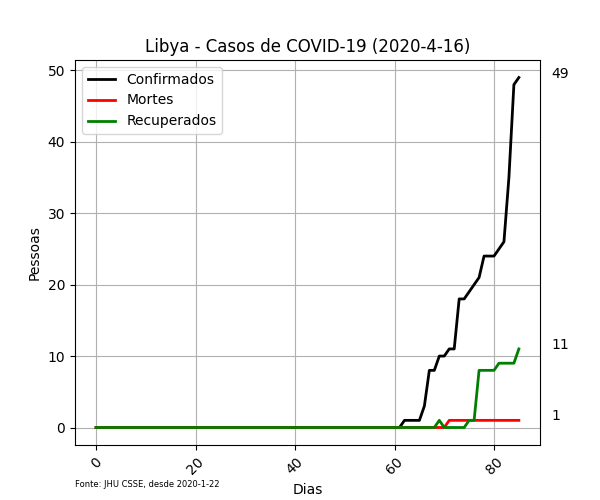 Libya - Casos de COVID-19 (2020-4-16)
Confirmados
Mortes
Recuperados
50
40
30
20
10
0
Pessoas
49
11
1
0
20
40
60
80
Dias
Fonte: JHU CSSE, desde 2020-1-22